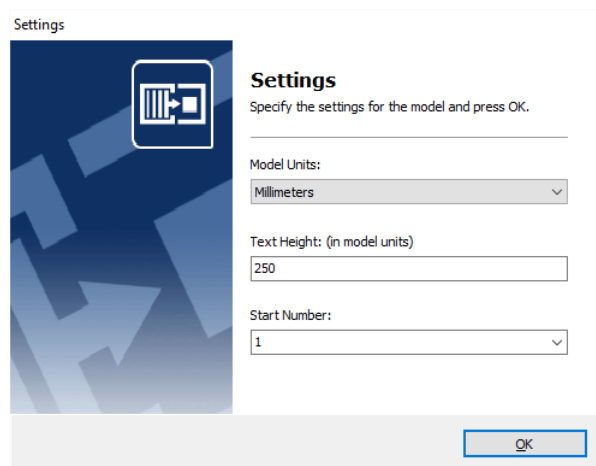 Settings
Settings
Specify the settings for the model and press OK.
Model Units:
Millimeters
Text Height: (in model units)
250
Start Number:
1
OK